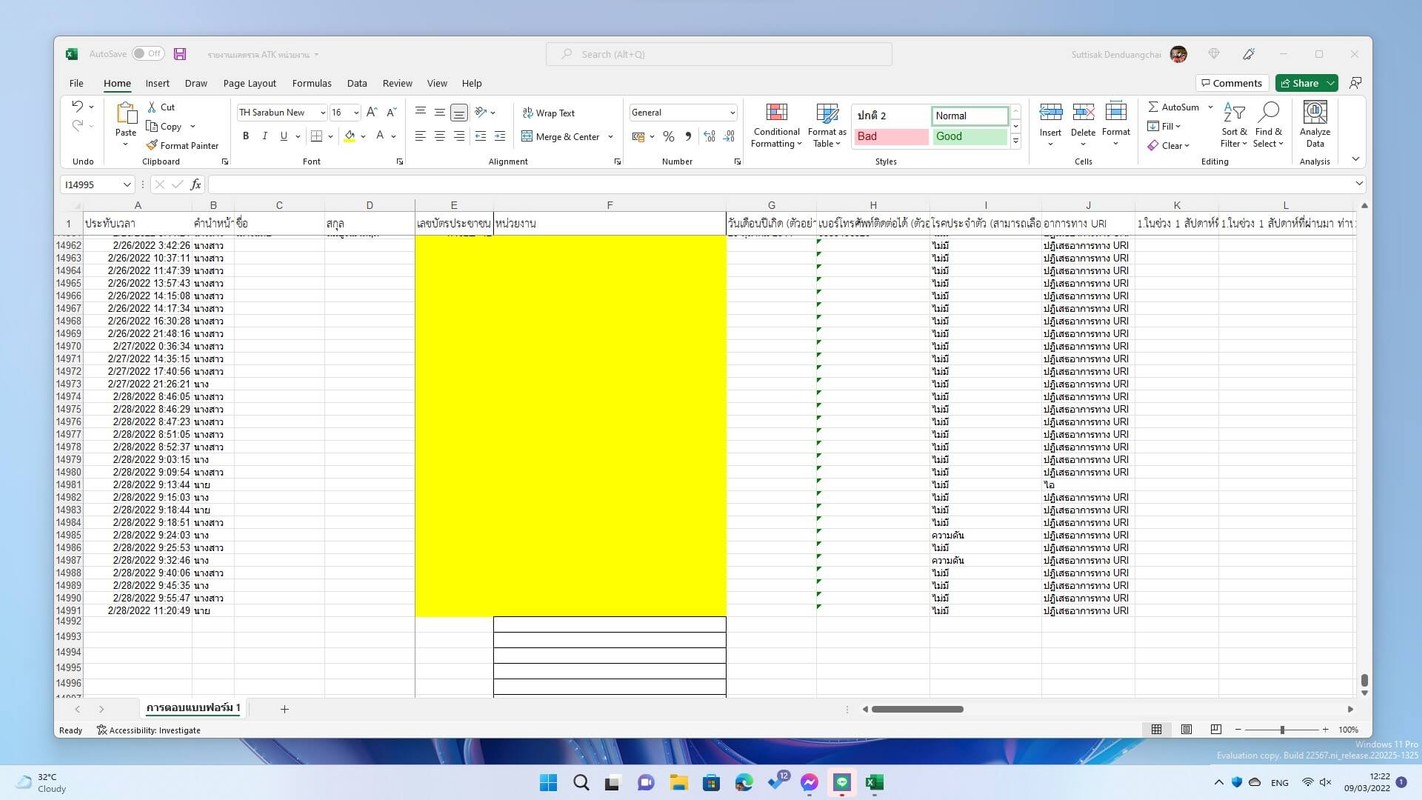 AutoSave Off รายงานผลตรวจ ATK หน่วยงาน Search (Alt+Q) Suttisak Denduangchai
File Home Insert Draw Page Layout Formulas Data Review View Help Comments Share
Undo
Paste Cut Copy Format Painter
Clipboard
TH Sarabun New 16 A A
B I U A
Font
Wrap Text
Merge & Center
Alignment
General
%
Number
Conditional Formatting
Format as Table
ปกติ 2 Normal
Bad Good
Styles
Insert Delete Format
Cells
AutoSum
Fill
Clear
Sort & Filter
Find & Select
Editing
Analyze Data
Analysis
I14995 fx
A B C D E F G H I J K L
1 ประทับเวลา คำนำหน้า ชื่อ สกุล เลขบัตรประชาชน หน่วยงาน วันเดือนปีเกิด (ตัวอย่า เบอร์โทรศัพท์ติดต่อได้ (ตัวอ โรคประจำตัว (สามารถเลือ อาการทาง URI 1.ในช่วง 1 สัปดาห์ที่ 1.ในช่วง 1 สัปดาห์ที่ผ่านมา ท่าน
14962 2/26/2022 3:42:26 นางสาว ไม่มี ปฏิเสธอาการทาง URI
14963 2/26/2022 10:37:11 นางสาว ไม่มี ปฏิเสธอาการทาง URI
14964 2/26/2022 11:47:39 นางสาว ไม่มี ปฏิเสธอาการทาง URI
14965 2/26/2022 13:57:43 นางสาว ไม่มี ปฏิเสธอาการทาง URI
14966 2/26/2022 14:15:08 นางสาว ไม่มี ปฏิเสธอาการทาง URI
14967 2/26/2022 14:17:34 นางสาว ไม่มี ปฏิเสธอาการทาง URI
14968 2/26/2022 16:30:28 นางสาว ไม่มี ปฏิเสธอาการทาง URI
14969 2/26/2022 21:48:16 นางสาว ไม่มี ปฏิเสธอาการทาง URI
14970 2/27/2022 0:36:34 นางสาว ไม่มี ปฏิเสธอาการทาง URI
14971 2/27/2022 14:35:15 นางสาว ไม่มี ปฏิเสธอาการทาง URI
14972 2/27/2022 17:40:56 นางสาว ไม่มี ปฏิเสธอาการทาง URI
14973 2/27/2022 21:26:21 นาง ไม่มี ปฏิเสธอาการทาง URI
14974 2/28/2022 8:46:05 นางสาว ไม่มี ปฏิเสธอาการทาง URI
14975 2/28/2022 8:46:29 นางสาว ไม่มี ปฏิเสธอาการทาง URI
14976 2/28/2022 8:47:23 นางสาว ไม่มี ปฏิเสธอาการทาง URI
14977 2/28/2022 8:51:05 นางสาว ไม่มี ปฏิเสธอาการทาง URI
14978 2/28/2022 8:52:37 นางสาว ไม่มี ปฏิเสธอาการทาง URI
14979 2/28/2022 9:03:15 นาง ไม่มี ปฏิเสธอาการทาง URI
14980 2/28/2022 9:09:54 นางสาว ไม่มี ปฏิเสธอาการทาง URI
14981 2/28/2022 9:13:44 นาย ไม่มี ไอ
14982 2/28/2022 9:15:03 นาง ไม่มี ปฏิเสธอาการทาง URI
14983 2/28/2022 9:18:44 นาย ไม่มี ปฏิเสธอาการทาง URI
14984 2/28/2022 9:18:51 นางสาว ไม่มี ปฏิเสธอาการทาง URI
14985 2/28/2022 9:24:03 นาง ความดัน ปฏิเสธอาการทาง URI
14986 2/28/2022 9:25:53 นางสาว ไม่มี ปฏิเสธอาการทาง URI
14987 2/28/2022 9:32:46 นาง ความดัน ปฏิเสธอาการทาง URI
14988 2/28/2022 9:40:06 นางสาว ไม่มี ปฏิเสธอาการทาง URI
14989 2/28/2022 9:45:35 นาง ไม่มี ปฏิเสธอาการทาง URI
14990 2/28/2022 9:55:47 นางสาว ไม่มี ปฏิเสธอาการทาง URI
14991 2/28/2022 11:20:49 นาย ไม่มี ปฏิเสธอาการทาง URI
14992
14993
14994
14995
14996
การตอบแบบฟอร์ม 1
Ready Accessibility: Investigate 100%
Windows 11 Pro
Evaluation copy. Build 22567.ni_release.220225-1325
32°C
Cloudy
12
ENG
12:22
09/03/2022
1